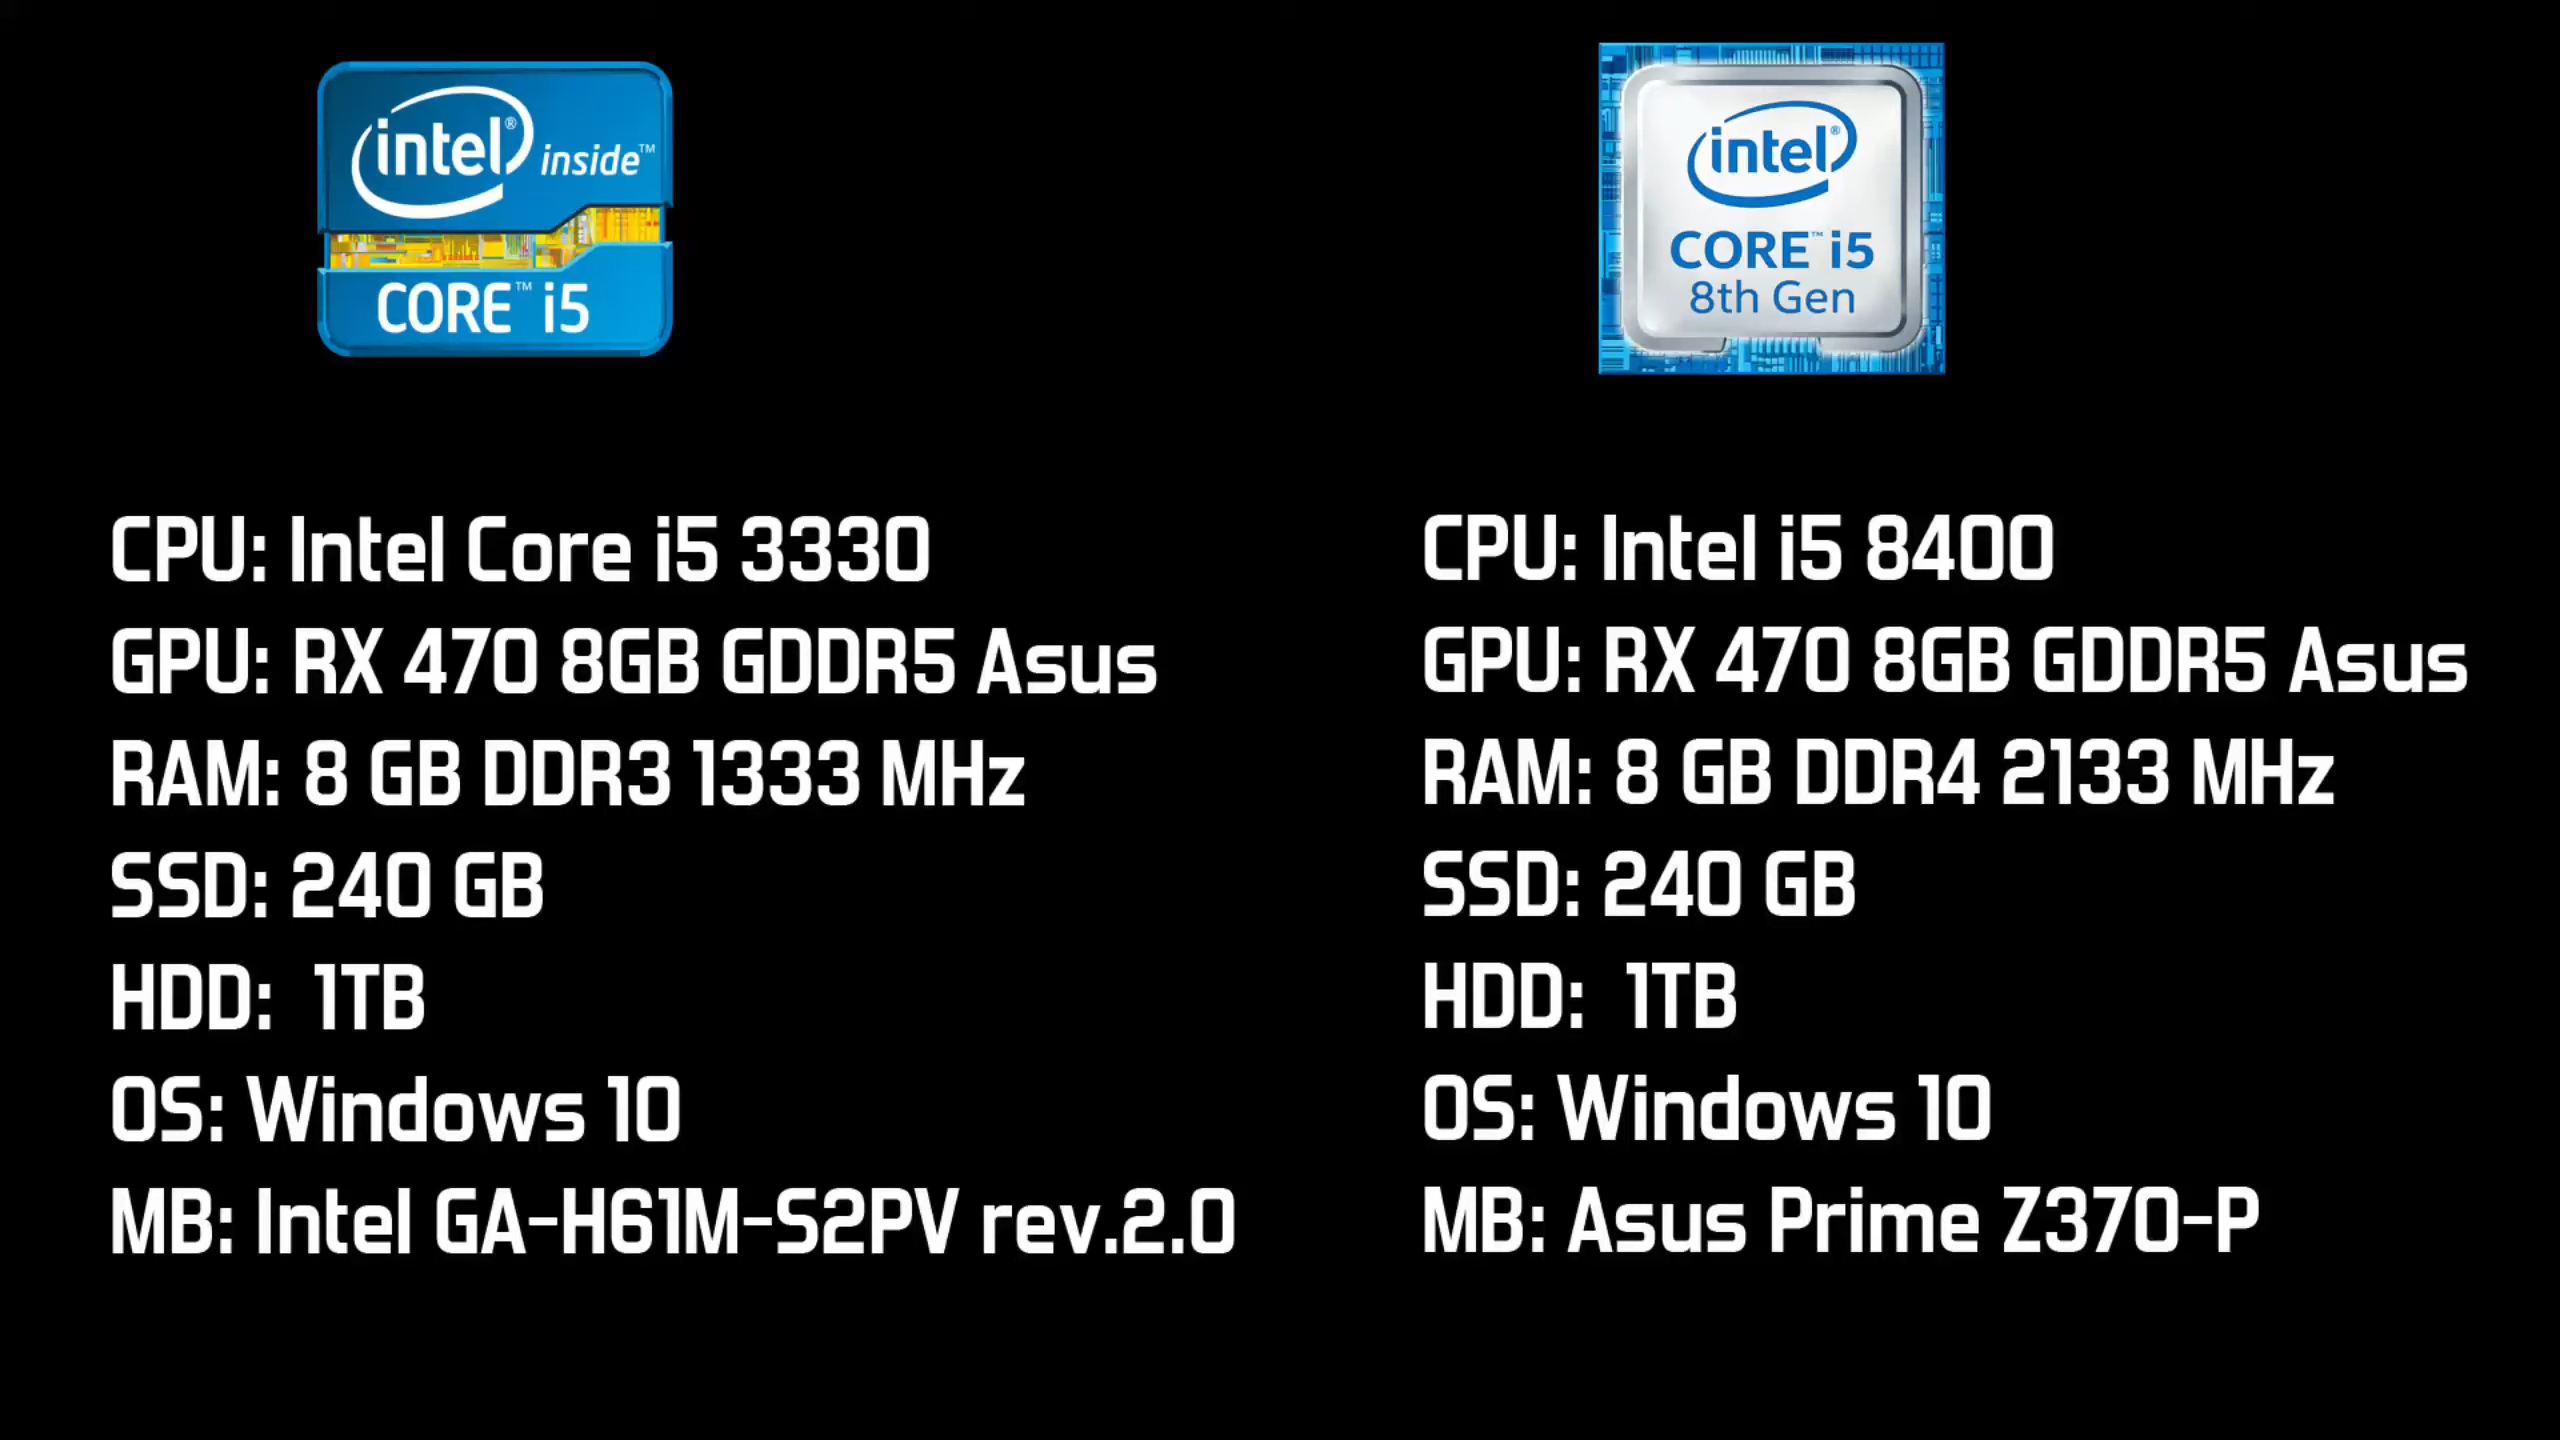 intel® inside™
CORE™ i5
CPU: Intel Core i5 3330
GPU: RX 470 8GB GDDR5 Asus
RAM: 8 GB DDR3 1333 MHz
SSD: 240 GB
HDD:  1TB
OS: Windows 10
MB: Intel GA-H61M-S2PV rev.2.0
intel®
CORE™ i5
8th Gen
CPU: Intel i5 8400
GPU: RX 470 8GB GDDR5 Asus
RAM: 8 GB DDR4 2133 MHz
SSD: 240 GB
HDD:  1TB
OS: Windows 10
MB: Asus Prime Z370-P